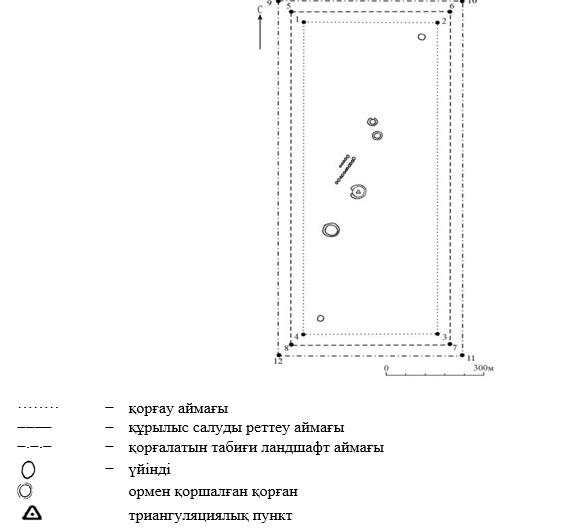 9 10
С 5 6
1 2
4 3
8 7
12 11
0 300м
– қорғау аймағы
– құрылыс салуды реттеу аймағы
– қорғалатын табиғи ландшафт аймағы
– үйінді
ормен қоршалған қорған
триангуляциялық пункт